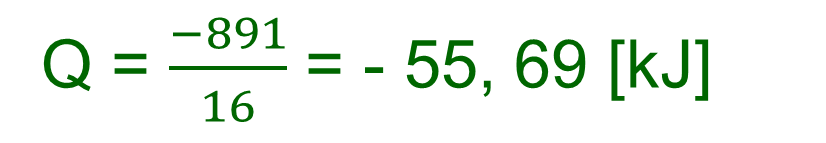 Q = −891/16 = - 55, 69 [kJ]